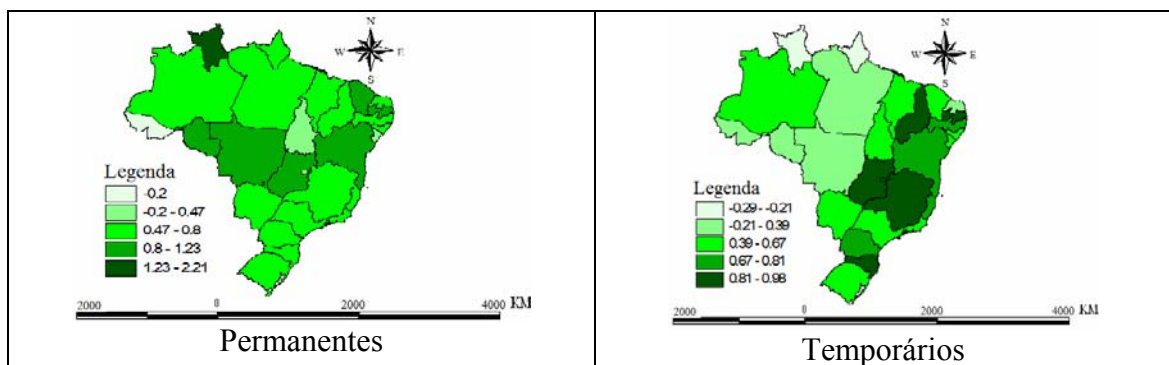 N
W E
S
Legenda
-0.2
-0.2 - 0.47
0.47 - 0.8
0.8 - 1.23
1.23 - 2.21
2000 0 2000 4000 KM
Permanentes
N
W E
S
Legenda
-0.29 - -0.21
-0.21 - 0.39
0.39 - 0.67
0.67 - 0.81
0.81 - 0.98
2000 0 2000 4000 KM
Temporários